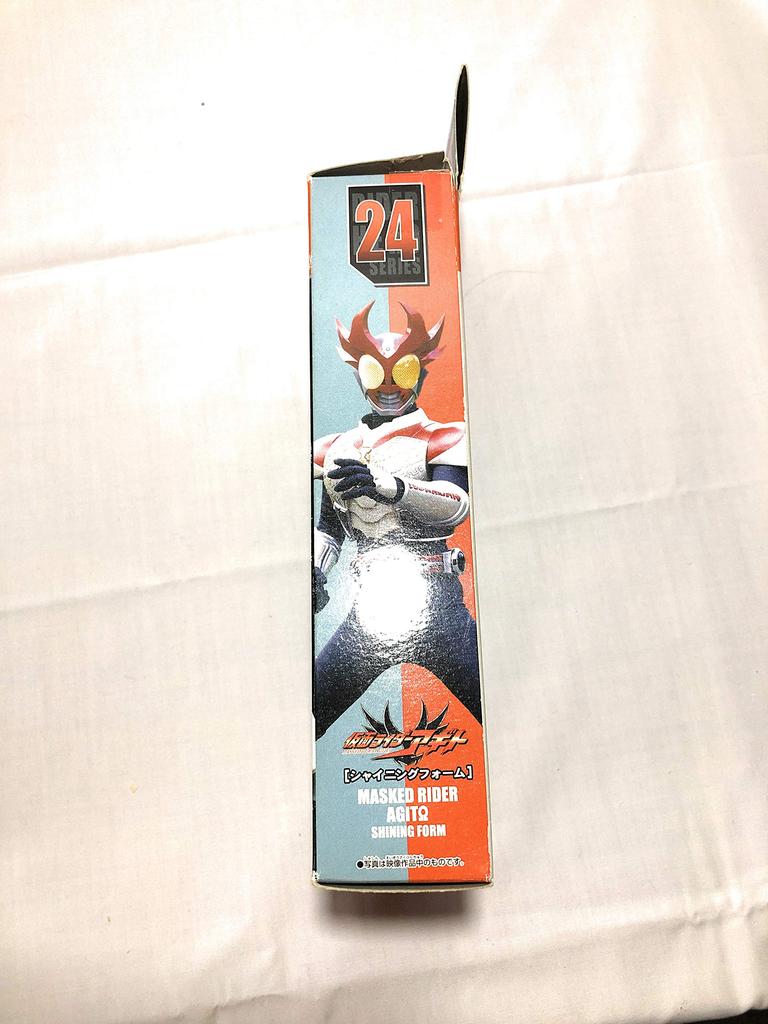 RIDER
24
SERIES
仮面ライダーアギト
[シャイニングフォーム]
MASKED RIDER
AGITΩ
SHINING FORM
●写真は映像作品中のものです。